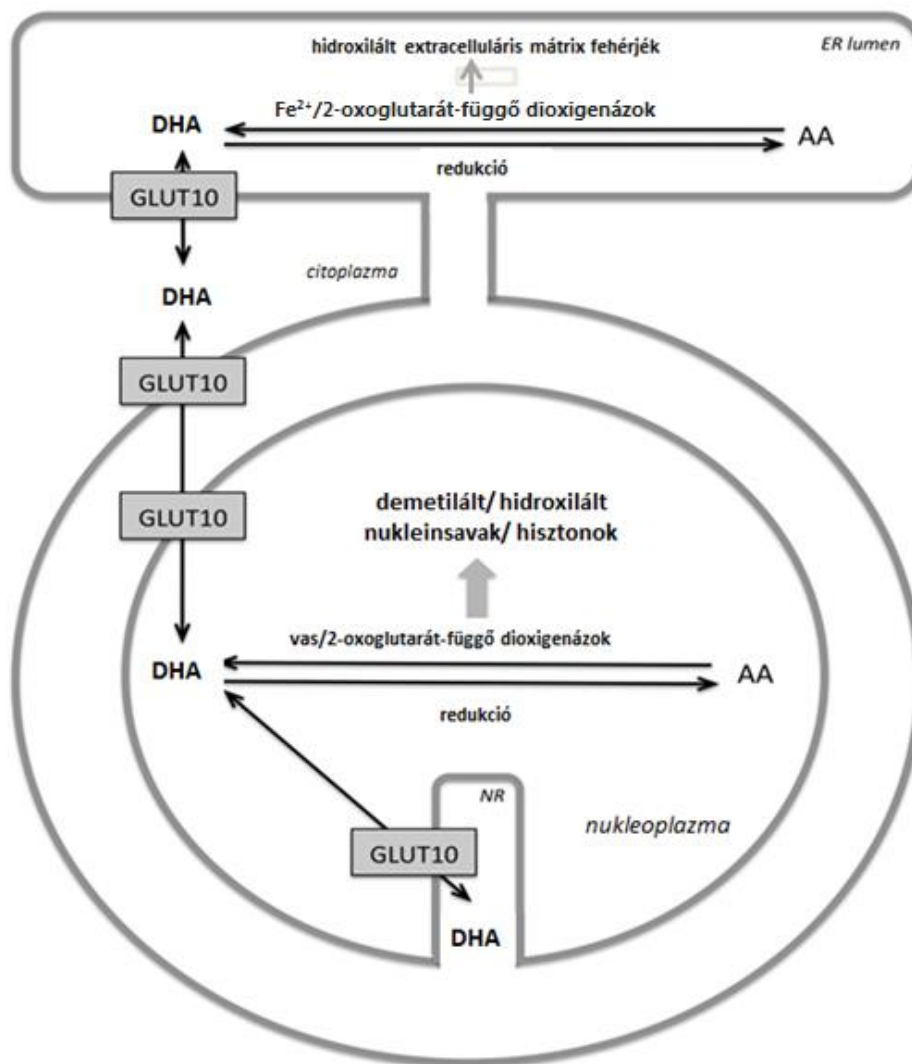 hidroxilált extracelluláris mátrix fehérjék
ER lumen
Fe²⁺/2-oxoglutarát-függő dioxigenázok
DHA
AA
redukció
GLUT10
citoplazma
DHA
GLUT10
GLUT10
demetilált/ hidroxilált
nukleinsavak/ hisztonok
vas/2-oxoglutarát-függő dioxigenázok
DHA
AA
redukció
NR
nukleoplazma
GLUT10
DHA